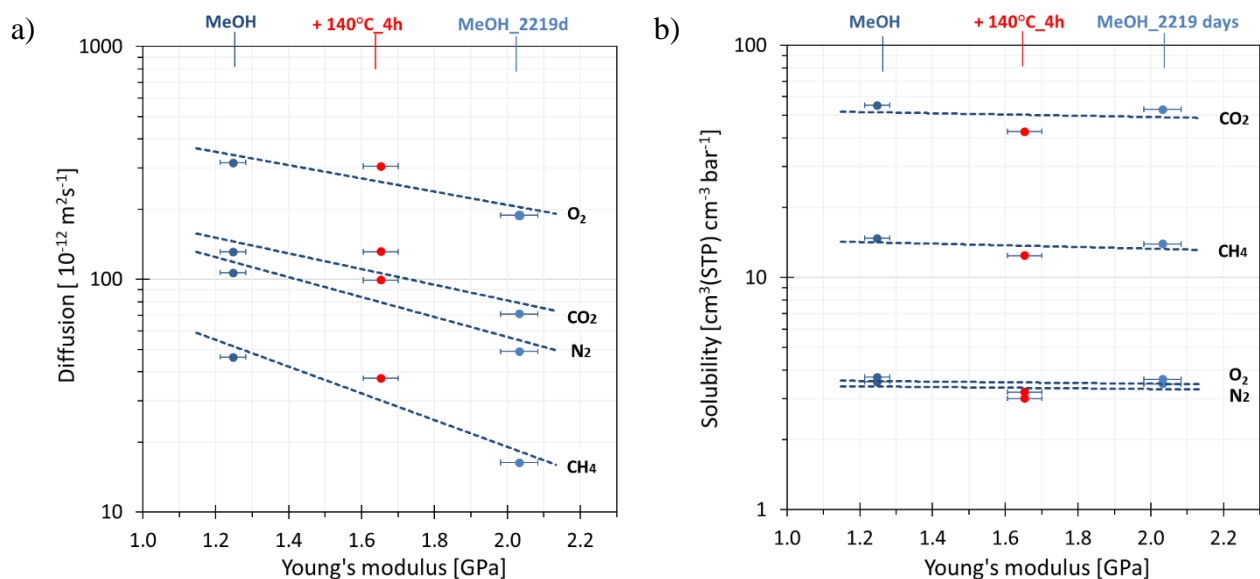 a)
MeOH
+ 140°C_4h
MeOH_2219d
1000
100
10
Diffusion [ 10⁻¹² m²s⁻¹]
O₂
CO₂
N₂
CH₄
1.0 1.2 1.4 1.6 1.8 2.0 2.2
Young's modulus [GPa]
b)
MeOH
+ 140°C_4h
MeOH_2219 days
100
10
1
Solubility [cm³(STP) cm⁻³ bar⁻¹]
CO₂
CH₄
O₂
N₂
1.0 1.2 1.4 1.6 1.8 2.0 2.2
Young's modulus [GPa]